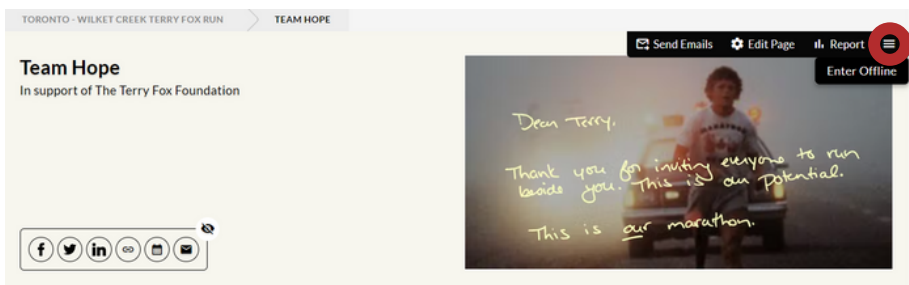 TORONTO - WILKET CREEK TERRY FOX RUN
TEAM HOPE
Send Emails
Edit Page
Report
Enter Offline
Team Hope
In support of The Terry Fox Foundation
Dear Terry,
Thank you for inviting everyone to run
beside you. This is our potential.
This is our marathon.
MARATHON